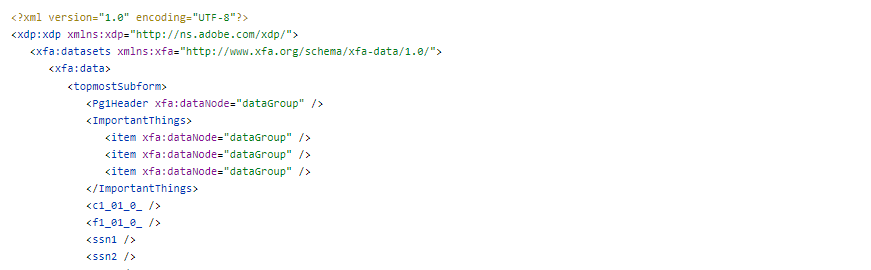 <?xml version="1.0" encoding="UTF-8"?>
<xdp:xdp xmlns:xdp="http://ns.adobe.com/xdp/">
<xfa:datasets xmlns:xfa="http://www.xfa.org/schema/xfa-data/1.0/">
<xfa:data>
<topmostSubform>
<Pg1Header xfa:dataNode="dataGroup" />
<ImportantThings>
<item xfa:dataNode="dataGroup" />
<item xfa:dataNode="dataGroup" />
<item xfa:dataNode="dataGroup" />
</ImportantThings>
<c1_01_0_ />
<f1_01_0_ />
<ssn1 />
<ssn2 />